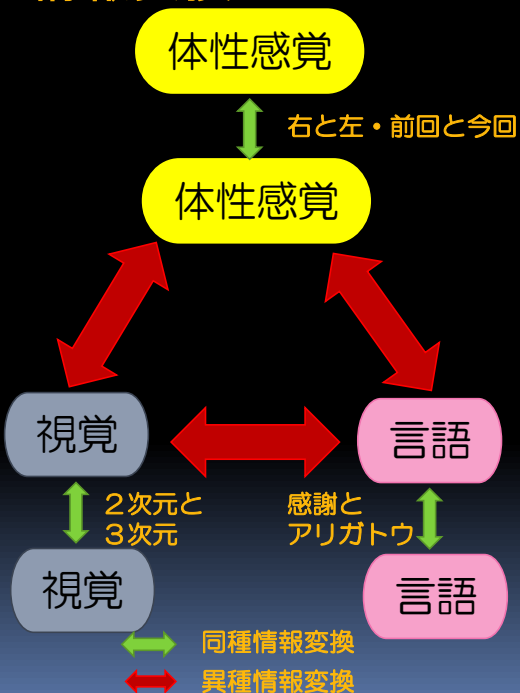 体性感覚
右と左・前回と今回
体性感覚
視覚
言語
２次元と
３次元
感謝と
アリガトウ
視覚
言語
同種情報変換
異種情報変換